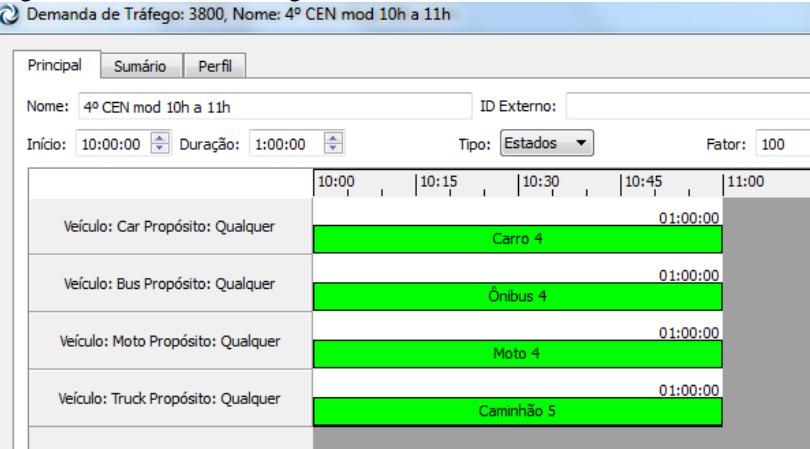 Demanda de Tráfego: 3800, Nome: 4º CEN mod 10h a 11h
Principal Sumário Perfil
Nome: 4º CEN mod 10h a 11h ID Externo:
Início: 10:00:00 Duração: 1:00:00 Tipo: Estados Fator: 100
10:00 10:15 10:30 10:45 11:00
Veículo: Car Propósito: Qualquer 01:00:00
Carro 4
Veículo: Bus Propósito: Qualquer 01:00:00
Ônibus 4
Veículo: Moto Propósito: Qualquer 01:00:00
Moto 4
Veículo: Truck Propósito: Qualquer 01:00:00
Caminhão 5